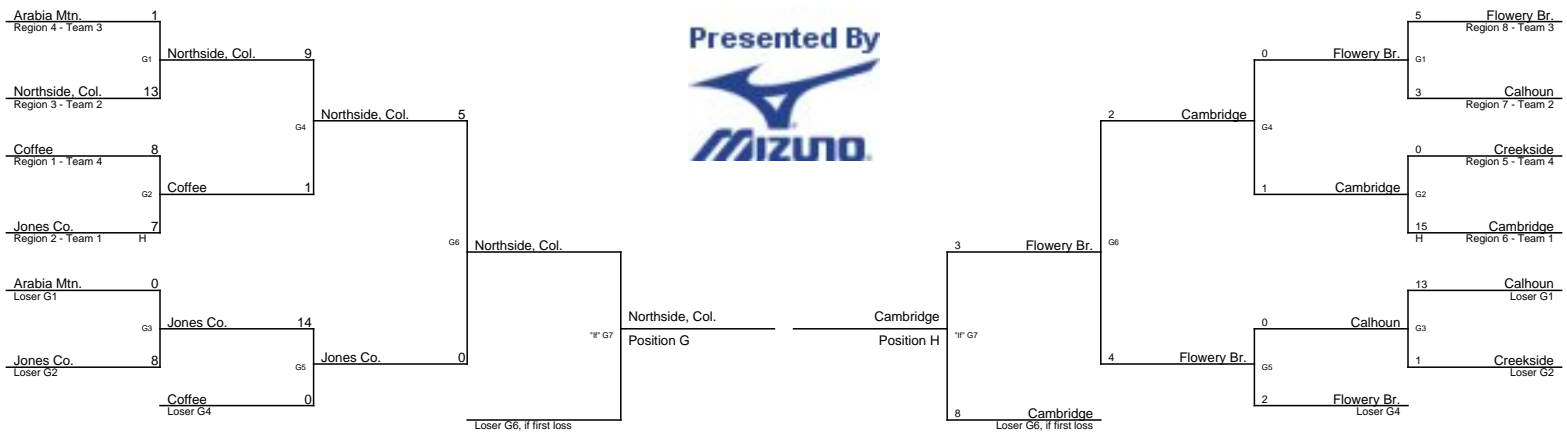 Arabia Mtn. 1
Region 4 - Team 3
G1
Northside, Col. 9
Northside, Col. 13
Region 3 - Team 2
G4
Northside, Col. 5
Coffee 8
Region 1 - Team 4
G2
Coffee 1
Jones Co. 7
Region 2 - Team 1 H
G6
Northside, Col.
Arabia Mtn. 0
Loser G1
G3
Jones Co. 14
Jones Co. 8
Loser G2
G5
Jones Co. 0
Coffee 0
Loser G4
"If" G7
Northside, Col.
Position G
Loser G6, if first loss
Presented By
MIZUNO
5 Flowery Br.
Region 8 - Team 3
0 Flowery Br.
G1
3 Calhoun
Region 7 - Team 2
2 Cambridge
G4
0 Creekside
Region 5 - Team 4
1 Cambridge
G2
15 Cambridge
H Region 6 - Team 1
3 Flowery Br.
G6
13 Calhoun
Loser G1
0 Calhoun
G3
1 Creekside
Loser G2
4 Flowery Br.
G5
2 Flowery Br.
Loser G4
Cambridge
Position H
"If" G7
8 Cambridge
Loser G6, if first loss